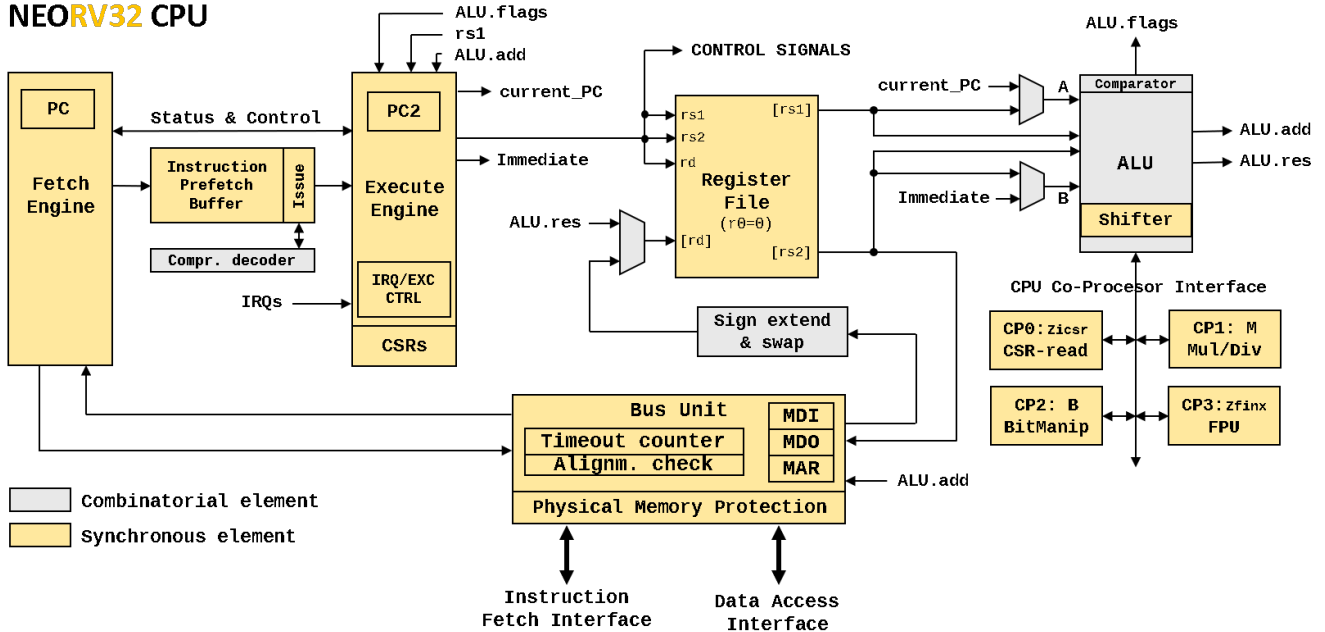 NEORV32 CPU
ALU.flags
rs1
ALU.add
PC
Fetch
Engine
Status & Control
Instruction
Prefetch
Buffer
Issue
Compr. decoder
IRQs
PC2
Execute
Engine
IRQ/EXC
CTRL
CSRs
current_PC
Immediate
CONTROL SIGNALS
rs1
rs2
rd
[rs1]
Register
File
(r0=0)
[rd]
[rs2]
ALU.res
Sign extend
& swap
current_PC
A
Immediate
B
ALU.flags
Comparator
ALU
Shifter
ALU.add
ALU.res
CPU Co-Procesor Interface
CP0: Zicsr
CSR-read
CP1: M
Mul/Div
CP2: B
BitManip
CP3: Zfinx
FPU
Bus Unit
Timeout counter
Alignm. check
MDI
MDO
MAR
ALU.add
Physical Memory Protection
Instruction
Fetch Interface
Data Access
Interface
Combinatorial element
Synchronous element